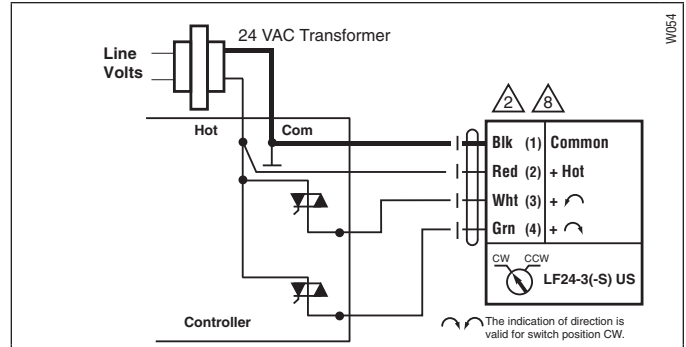 W054
24 VAC Transformer
Line
Volts
2 8
Hot Com
Blk (1) Common
Red (2) + Hot
Wht (3) +
Grn (4) +
CW CCW
LF24-3(-S) US
Controller
The indication of direction is
valid for switch position CW.